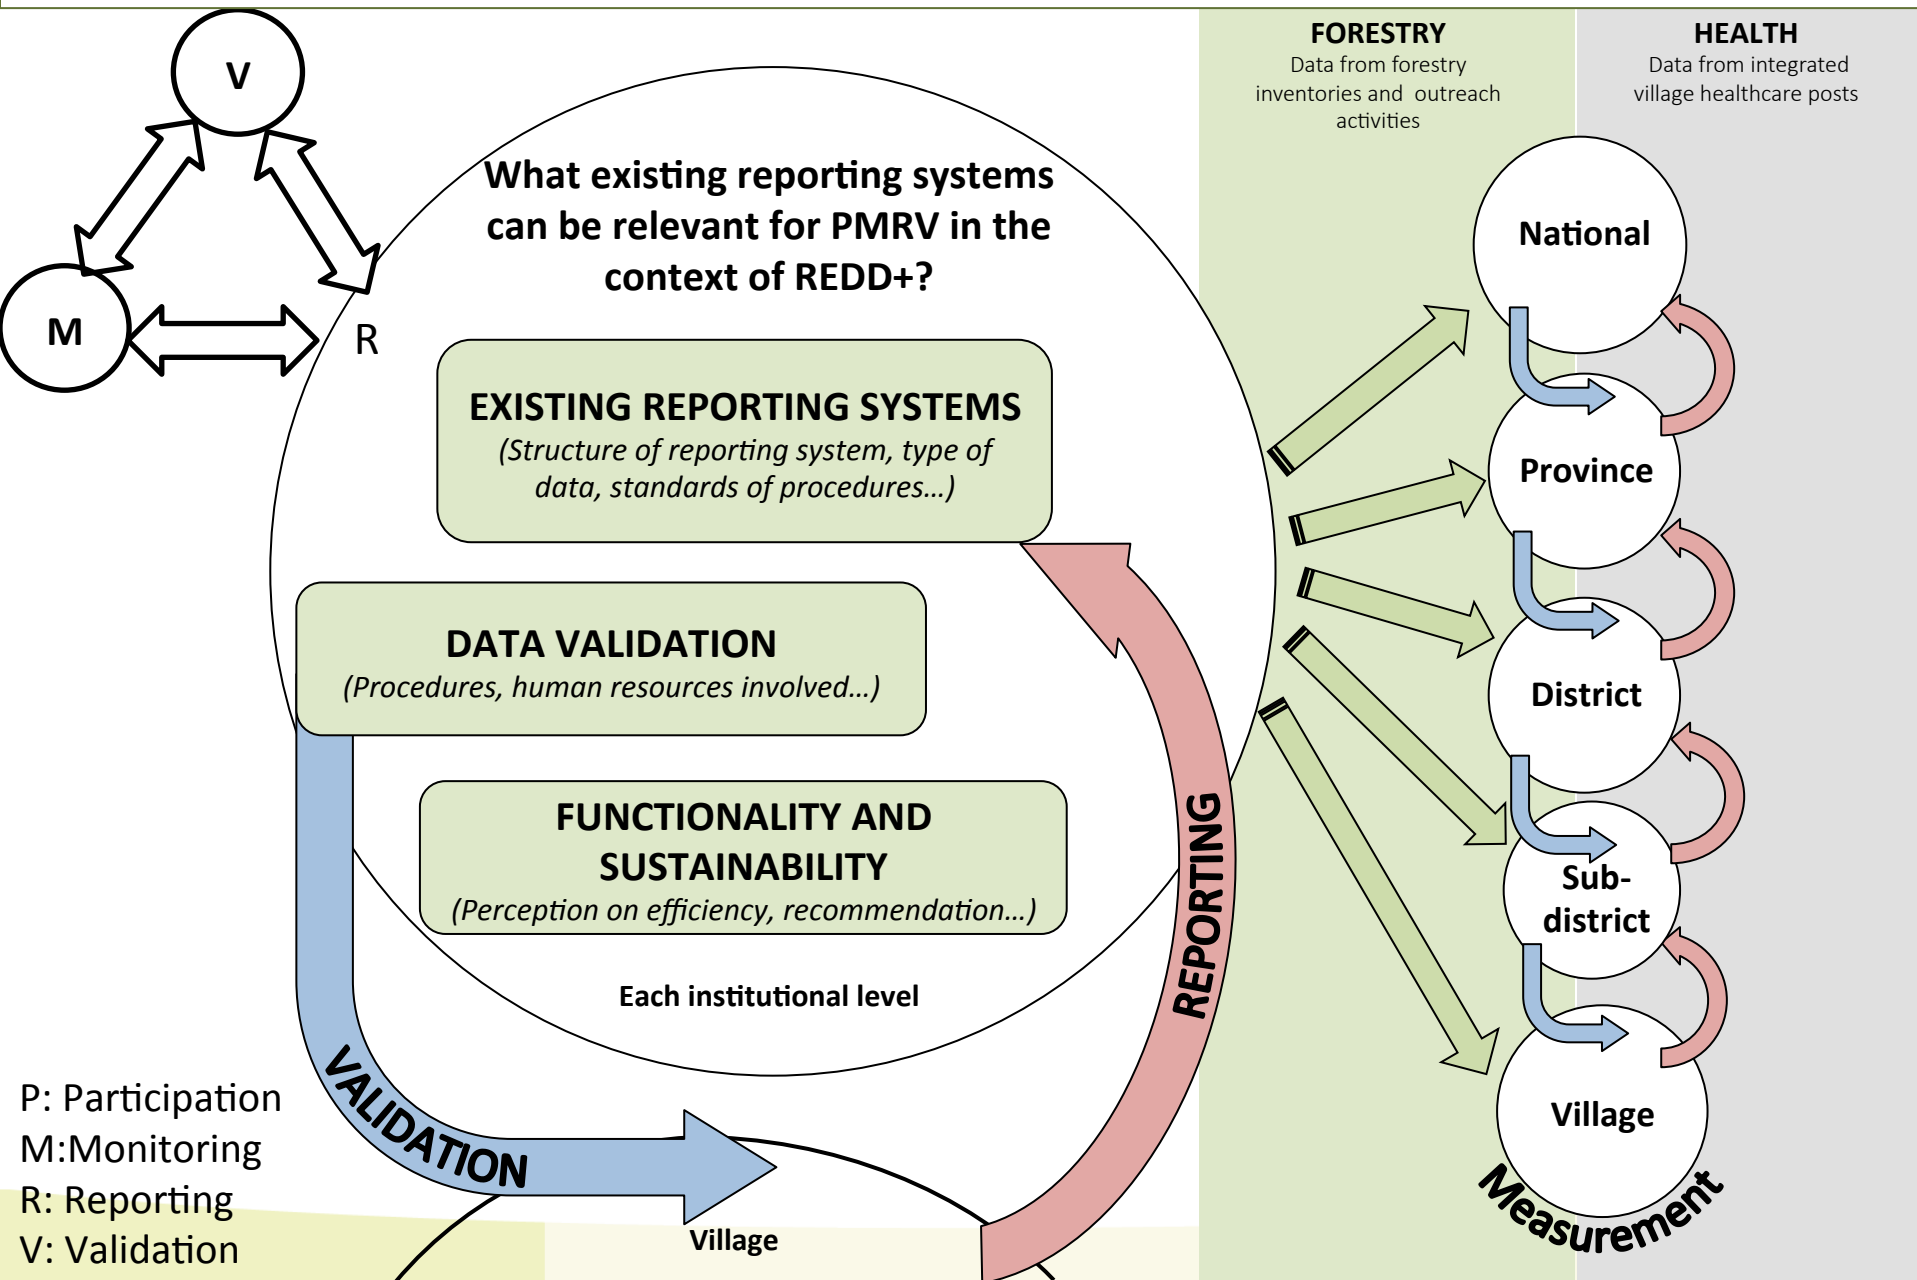 V
M
R
What existing reporting systems
can be relevant for PMRV in the
context of REDD+?
EXISTING REPORTING SYSTEMS
(Structure of reporting system, type of
data, standards of procedures...)
DATA VALIDATION
(Procedures, human resources involved...)
FUNCTIONALITY AND
SUSTAINABILITY
(Perception on efficiency, recommendation...)
Each institutional level
VALIDATION
REPORTING
Village
P: Participation
M:Monitoring
R: Reporting
V: Validation
FORESTRY
Data from forestry
inventories and outreach
activities
HEALTH
Data from integrated
village healthcare posts
National
Province
District
Sub-
district
Village
Measurement